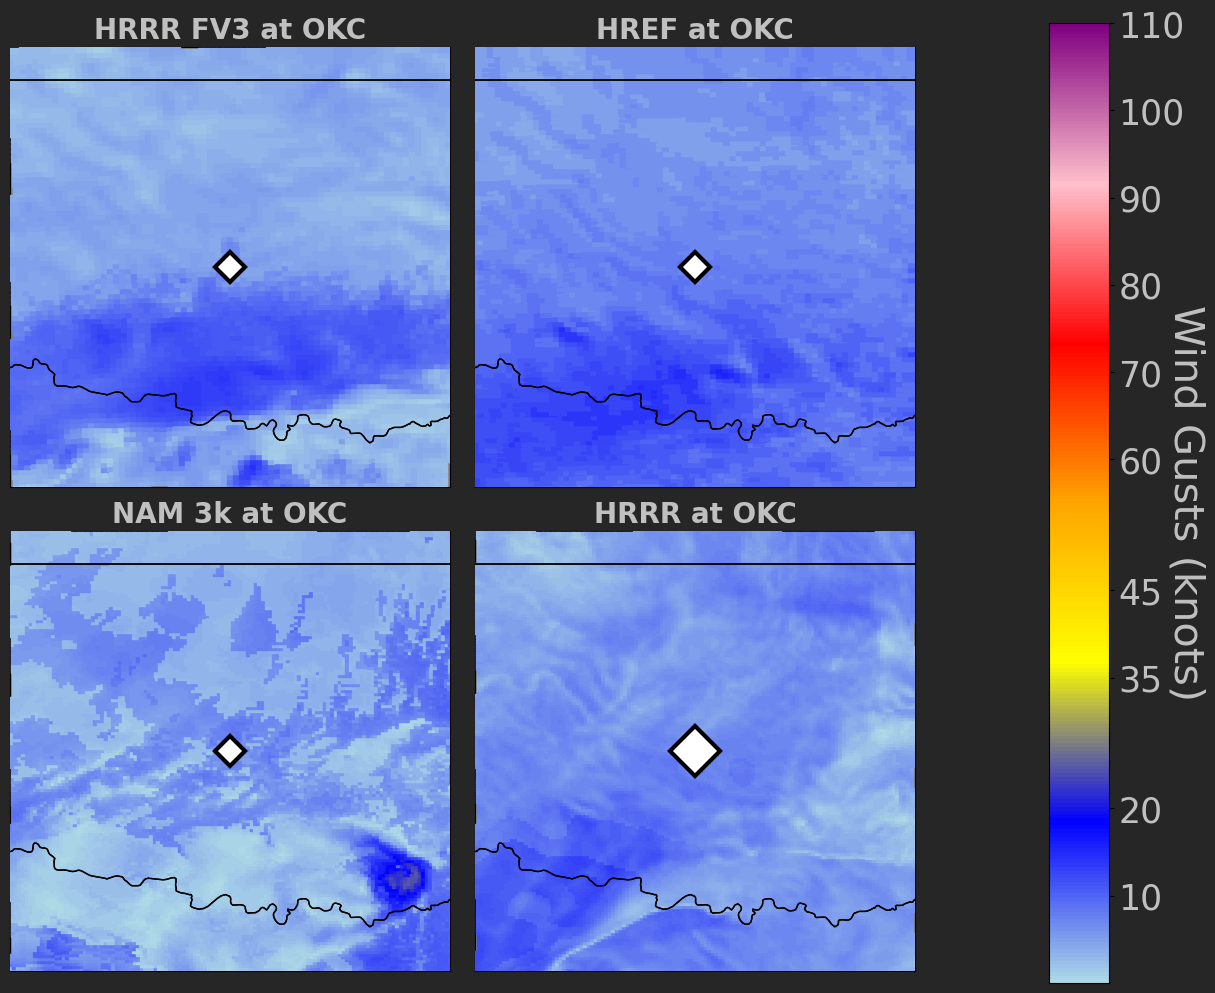 HRRR FV3 at OKC
HREF at OKC
NAM 3k at OKC
HRRR at OKC
110
100
90
80
70
60
45
35
20
10
Wind Gusts (knots)